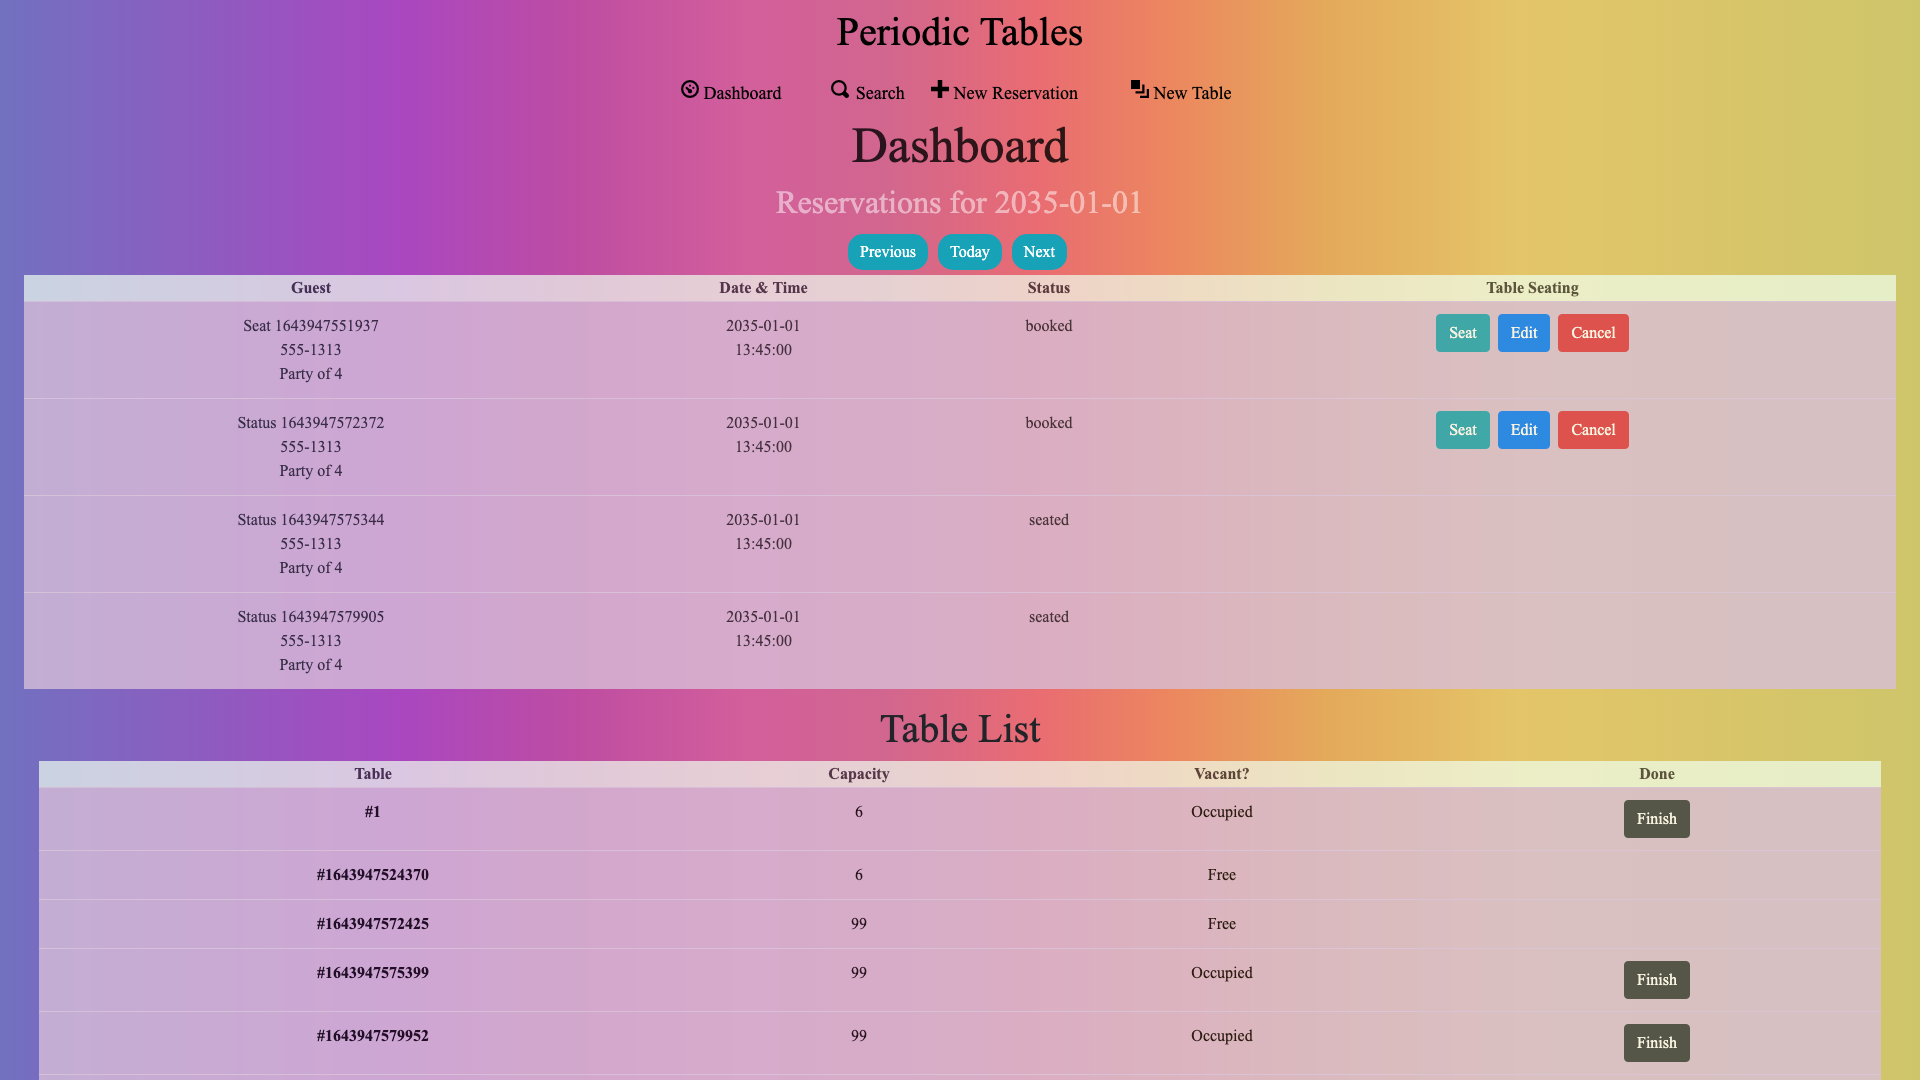 Periodic Tables
Dashboard Search New Reservation New Table
Dashboard
Reservations for 2035-01-01
Previous Today Next
Guest Date & Time Status Table Seating
Seat 1643947551937 2035-01-01 booked Seat Edit Cancel
555-1313 13:45:00
Party of 4
Status 1643947572372 2035-01-01 booked Seat Edit Cancel
555-1313 13:45:00
Party of 4
Status 1643947575344 2035-01-01 seated
555-1313 13:45:00
Party of 4
Status 1643947579905 2035-01-01 seated
555-1313 13:45:00
Party of 4
Table List
Table Capacity Vacant? Done
#1 6 Occupied Finish
#1643947524370 6 Free
#1643947572425 99 Free
#1643947575399 99 Occupied Finish
#1643947579952 99 Occupied Finish